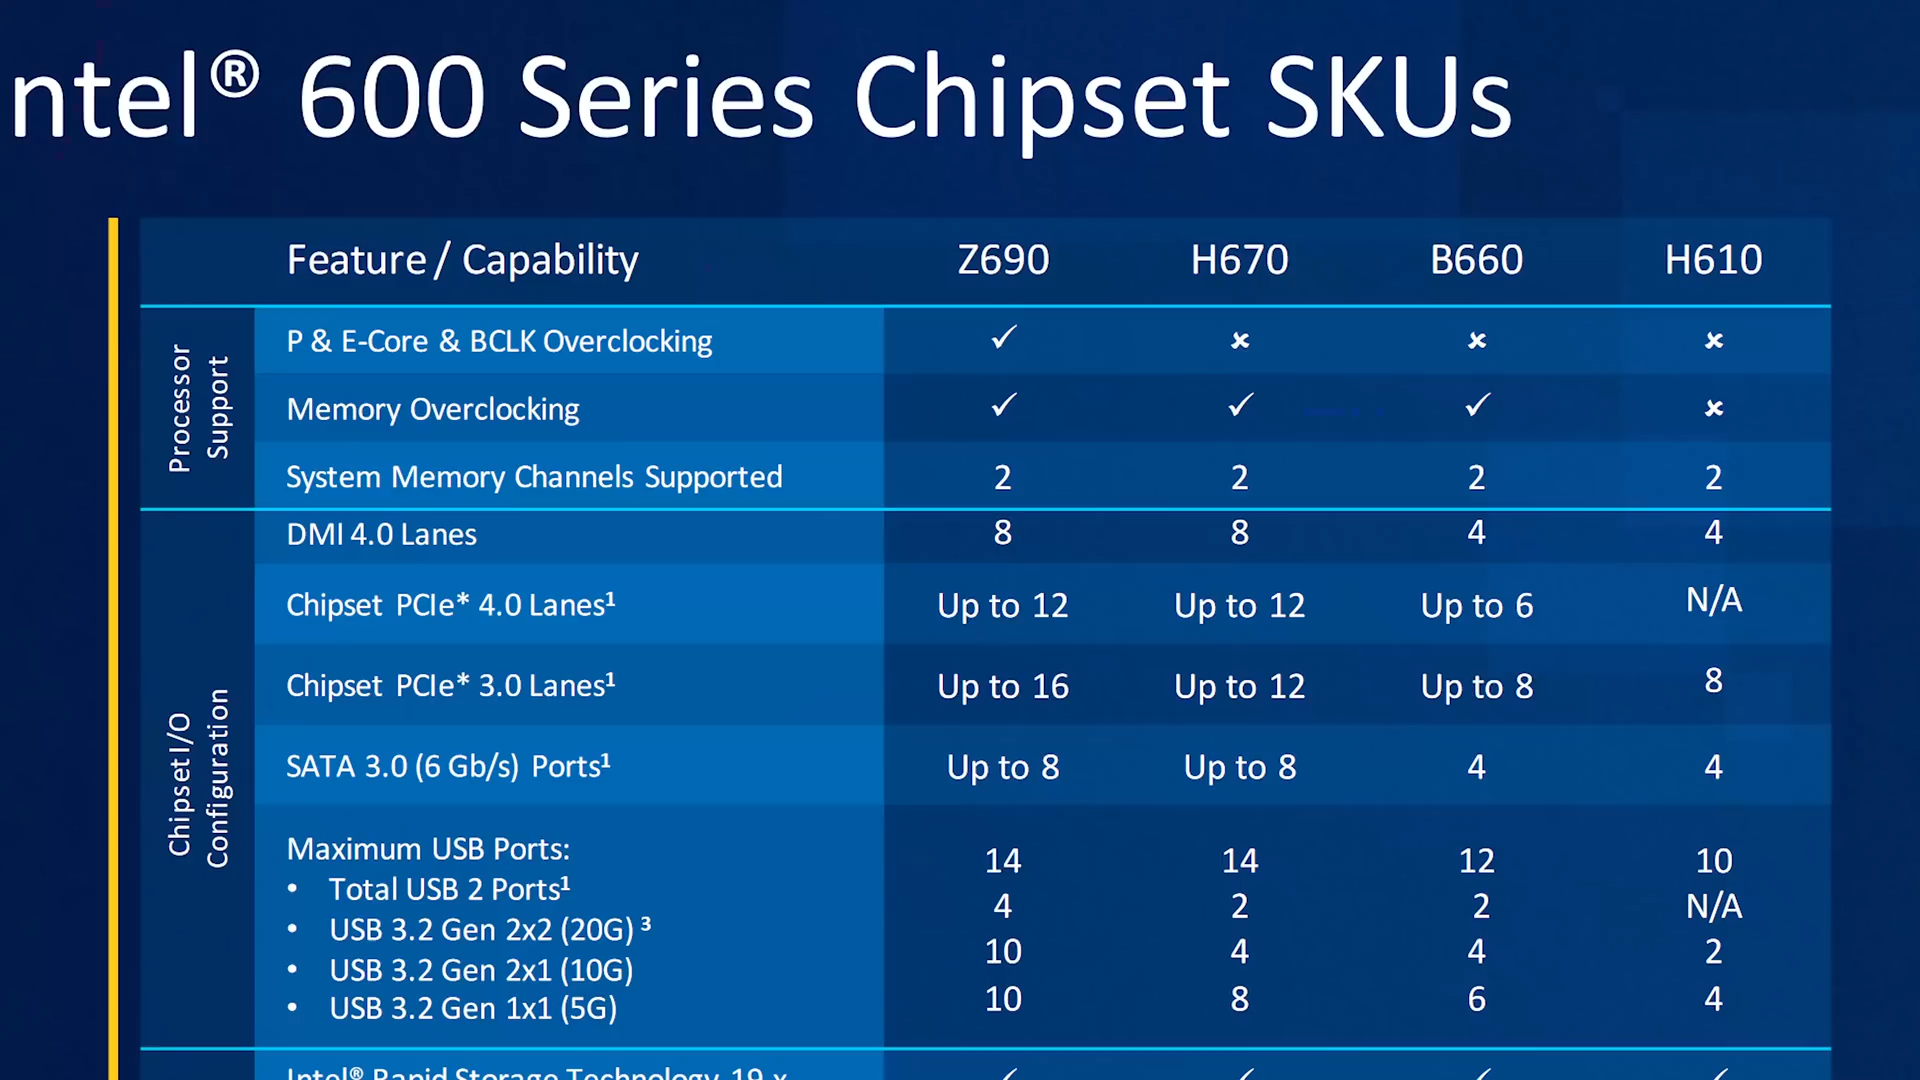 ntel® 600 Series Chipset SKUs
Feature / Capability Z690 H670 B660 H610
Processor Support
P & E-Core & BCLK Overclocking ✓ × × ×
Memory Overclocking ✓ ✓ ✓ ×
System Memory Channels Supported 2 2 2 2
Chipset I/O Configuration
DMI 4.0 Lanes 8 8 4 4
Chipset PCIe* 4.0 Lanes¹ Up to 12 Up to 12 Up to 6 N/A
Chipset PCIe* 3.0 Lanes¹ Up to 16 Up to 12 Up to 8 8
SATA 3.0 (6 Gb/s) Ports¹ Up to 8 Up to 8 4 4
Maximum USB Ports:
• Total USB 2 Ports¹ 14 14 12 10
• USB 3.2 Gen 2x2 (20G) ³ 4 2 2 N/A
• USB 3.2 Gen 2x1 (10G) 10 4 4 2
• USB 3.2 Gen 1x1 (5G) 10 8 6 4
Intel® Rapid Storage Technology 19.x ✓ ✓ ✓ ✓